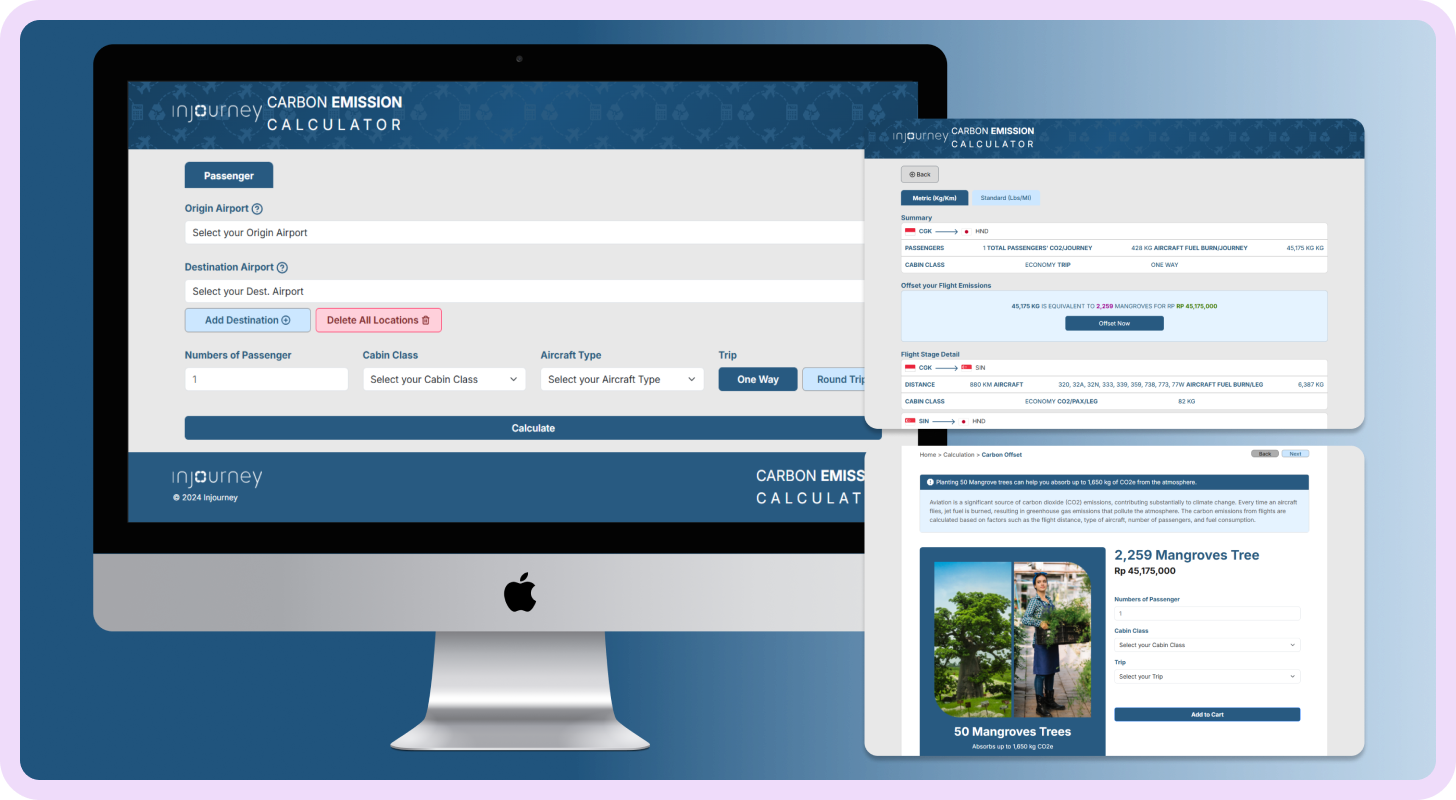 injourney CARBON EMISSION
CALCULATOR
Passenger
Origin Airport ?
Select your Origin Airport
Destination Airport ?
Select your Dest. Airport
Add Destination
Delete All Locations
Numbers of Passenger
Cabin Class
Aircraft Type
Trip
1
Select your Cabin Class
Select your Aircraft Type
One Way
Round Trip
Calculate
injourney
© 2024 Injourney
CARBON EMISS
CALCULAT
injourney CARBON EMISSION
CALCULATOR
Back
Metric (Kg/Km)
Standard (Lbs/MI)
Summary
CGK HND
PASSENGERS 1 TOTAL PASSENGERS' CO2/JOURNEY 428 KG AIRCRAFT FUEL BURN/JOURNEY 45,175 KG KG
CABIN CLASS ECONOMY TRIP ONE WAY
Offset your Flight Emissions
45,175 KG IS EQUIVALENT TO 2,259 MANGROVES FOR RP RP 45,175,000
Offset Now
Flight Stage Detail
CGK SIN
DISTANCE 880 KM AIRCRAFT 320, 32A, 32N, 333, 339, 359, 738, 773, 77W AIRCRAFT FUEL BURN/LEG 6,387 KG
CABIN CLASS ECONOMY CO2/PAX/LEG 82 KG
SIN HND
Home > Calculation > Carbon Offset
Back
Next
Planting 50 Mangrove trees can help you absorb up to 1,650 kg of CO2e from the atmosphere.
Aviation is a significant source of carbon dioxide (CO2) emissions, contributing substantially to climate change. Every time an aircraft
flies, jet fuel is burned, resulting in greenhouse gas emissions that pollute the atmosphere. The carbon emissions from flights are
calculated based on factors such as the flight distance, type of aircraft, number of passengers, and fuel consumption.
50 Mangroves Trees
Absorbs up to 1,650 kg CO2e
2,259 Mangroves Tree
Rp 45,175,000
Numbers of Passenger
1
Cabin Class
Select your Cabin Class
Trip
Select your Trip
Add to Cart